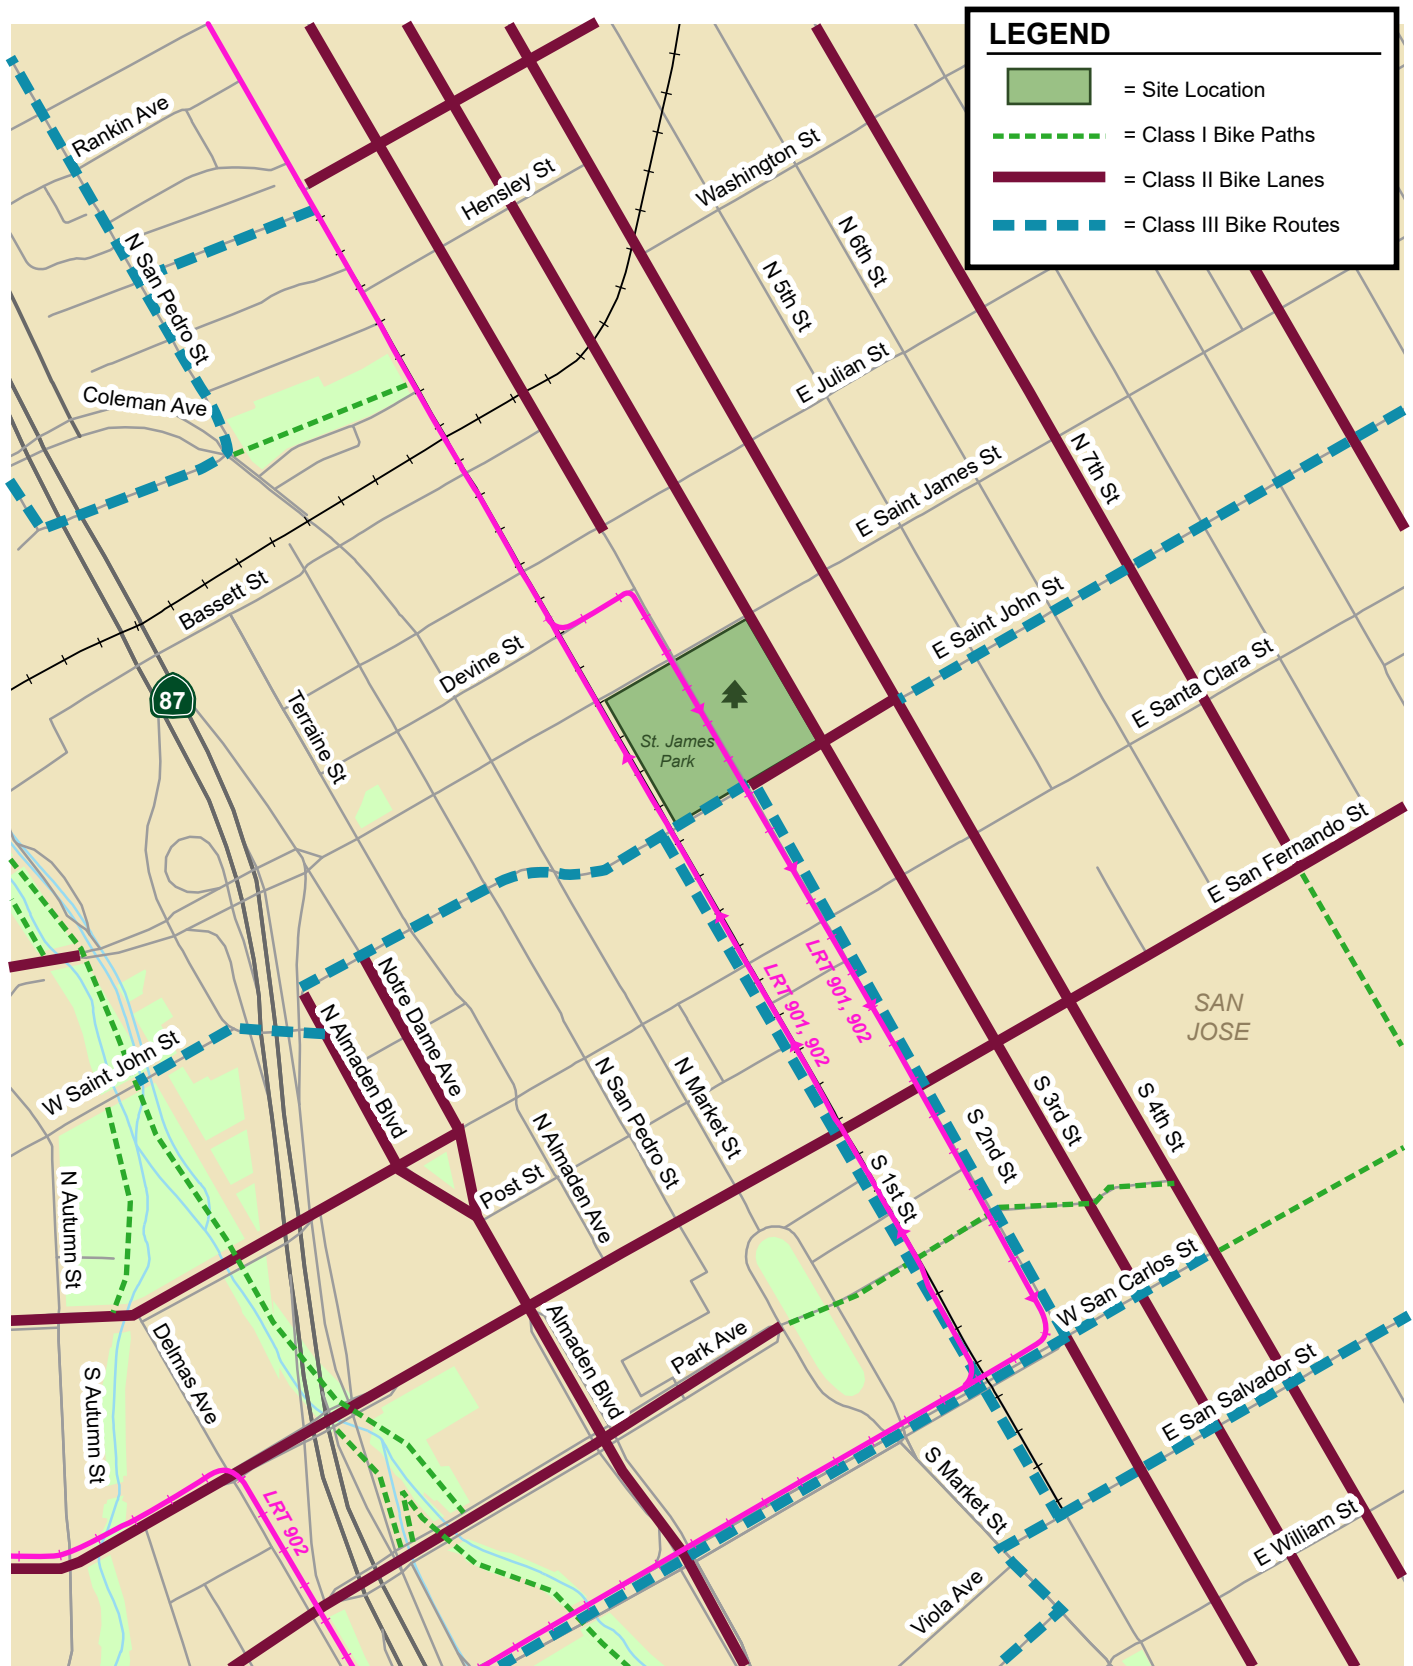 LEGEND
= Site Location
= Class I Bike Paths
= Class II Bike Lanes
= Class III Bike Routes
Rankin Ave
Hensley St
Washington St
N 6th St
N 5th St
N San Pedro St
E Julian St
Coleman Ave
N 7th St
E Saint James St
Bassett St
E Saint John St
Devine St
E Santa Clara St
87
Terraine St
St. James
Park
E San Fernando St
LRT 901, 902
LRT 901, 902
Notre Dame Ave
N Almaden Blvd
SAN
JOSE
W Saint John St
N San Pedro St
N Market St
S 3rd St
S 4th St
S 2nd St
N Almaden Ave
Post St
S 1st St
N Autumn St
W San Carlos St
Almaden Blvd
Park Ave
Delmas Ave
S Autumn St
E San Salvador St
S Market St
LRT 902
E William St
Viola Ave